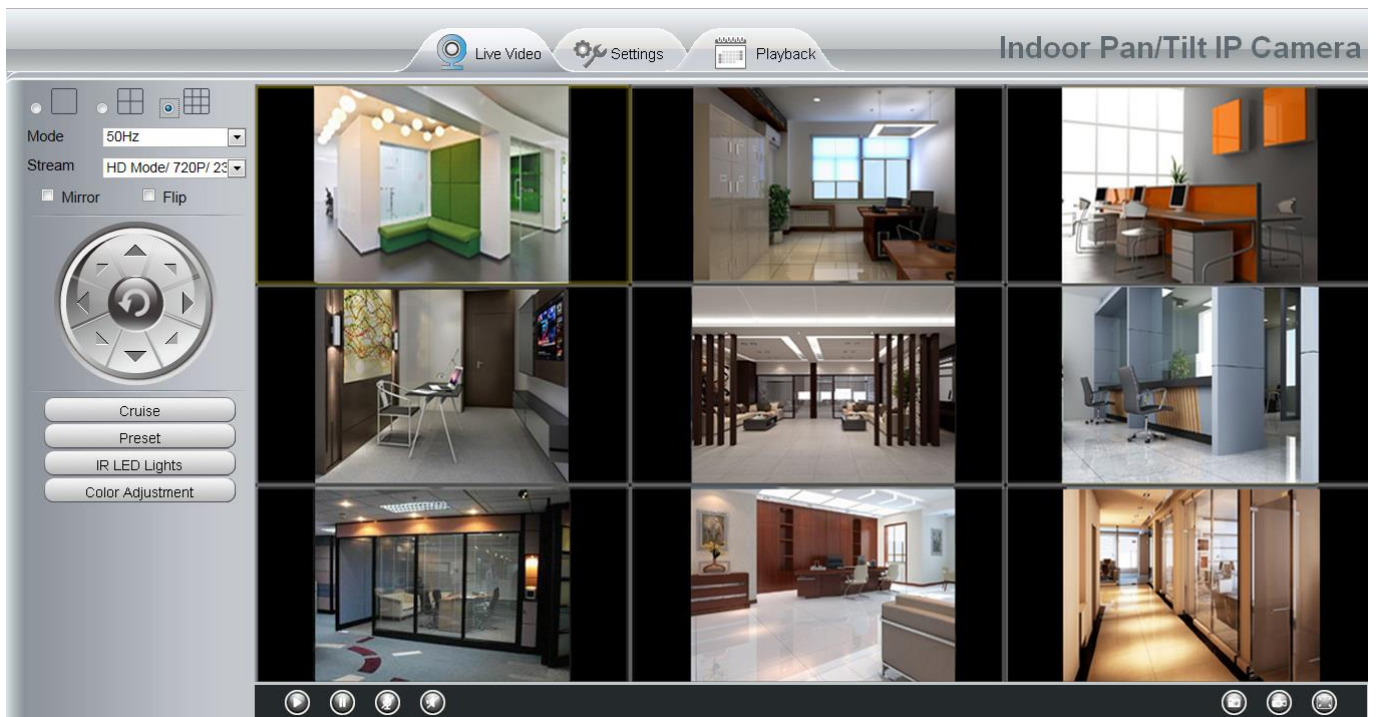 Live Video
Settings
Playback
Indoor Pan/Tilt IP Camera
Mode
50Hz
Stream
HD Mode/ 720P/ 23
Mirror
Flip
Cruise
Preset
IR LED Lights
Color Adjustment